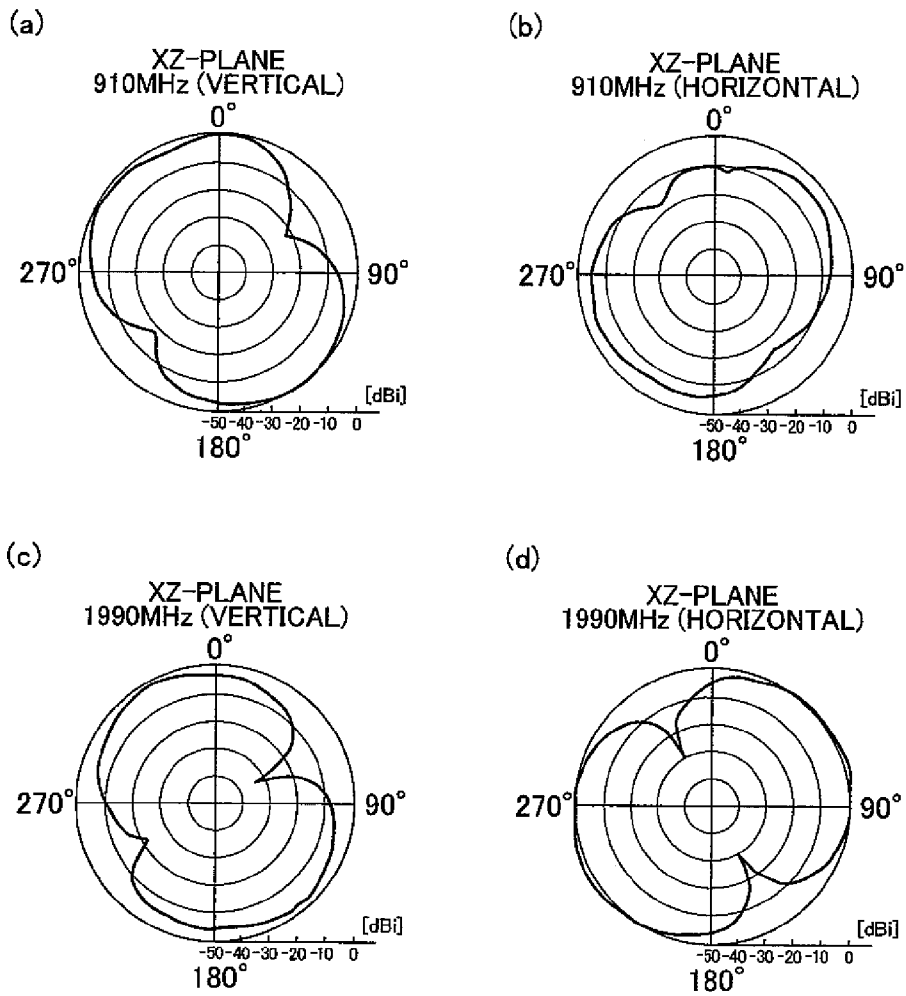 (a)
XZ-PLANE
910MHz (VERTICAL)
0°
270°
90°
[dBi]
-50 -40 -30 -20 -10 0
180°
(b)
XZ-PLANE
910MHz (HORIZONTAL)
0°
270°
90°
[dBi]
-50 -40 -30 -20 -10 0
180°
(c)
XZ-PLANE
1990MHz (VERTICAL)
0°
270°
90°
[dBi]
-50 -40 -30 -20 -10 0
180°
(d)
XZ-PLANE
1990MHz (HORIZONTAL)
0°
270°
90°
[dBi]
-50 -40 -30 -20 -10 0
180°